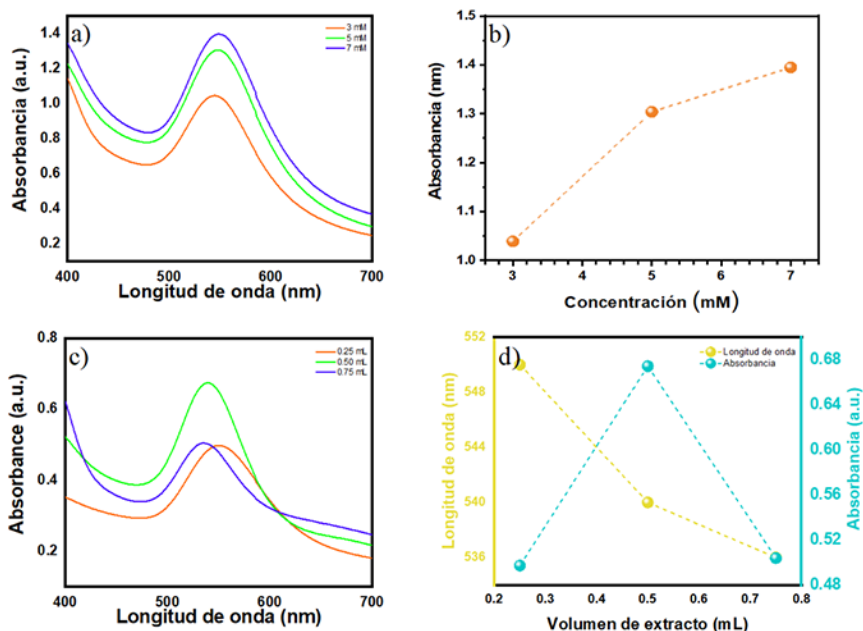 a)
3 mM
5 mM
7 mM
1.4
1.2
1.0
0.8
0.6
0.4
0.2
Absorbancia (a.u.)
400 500 600 700
Longitud de onda (nm)
b)
1.5
1.4
1.3
1.2
1.1
1.0
Absorbancia (nm)
3 4 5 6 7
Concentración (mM)
c)
0.25 mL
0.50 mL
0.75 mL
0.8
0.6
0.4
0.2
Absorbance (a.u.)
400 500 600 700
Longitud de onda (nm)
d)
Longitud de onda
Absorbancia
552
548
544
540
536
Longitud de onda (nm)
0.68
0.64
0.60
0.56
0.52
0.48
Absorbancia (a.u.)
0.2 0.3 0.4 0.5 0.6 0.7 0.8
Volumen de extracto (mL)